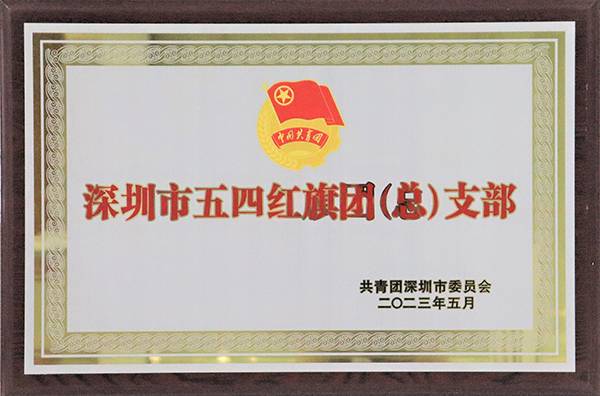 中国共青团
深圳市五四红旗团(总)支部
共青团深圳市委员会
二〇二三年五月